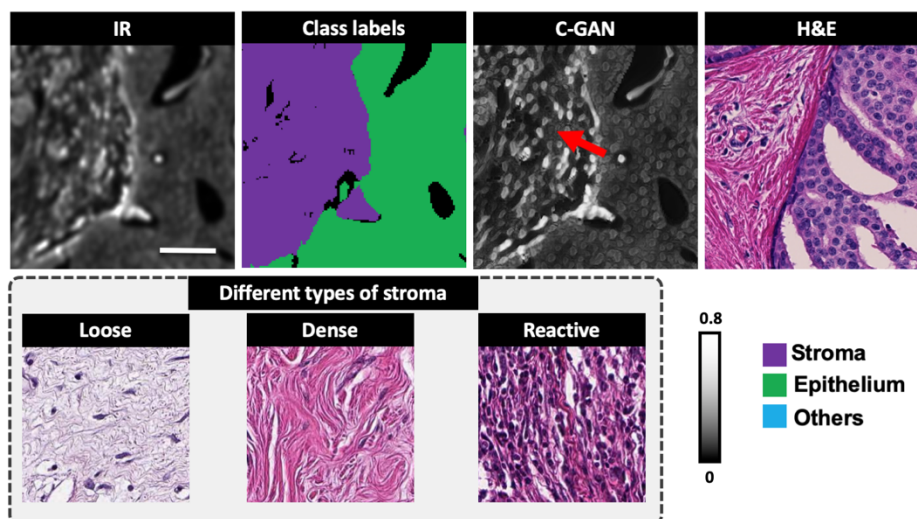 IR
Class labels
C-GAN
H&E
Different types of stroma
Loose
Dense
Reactive
0.8
0
Stroma
Epithelium
Others